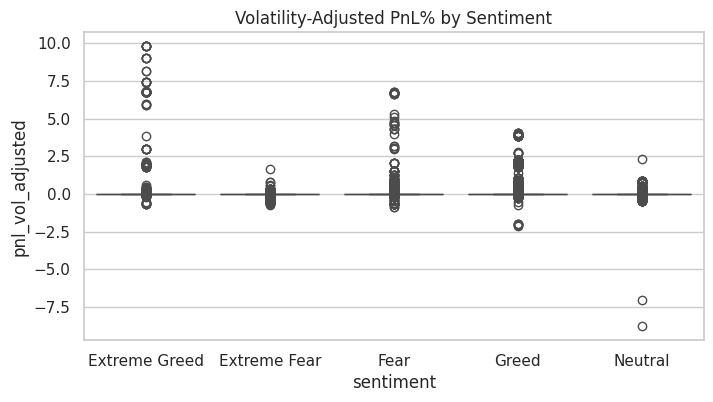 Volatility-Adjusted PnL% by Sentiment
pnl_vol_adjusted
10.0
7.5
5.0
2.5
0.0
−2.5
−5.0
−7.5
Extreme Greed Extreme Fear Fear Greed Neutral
sentiment